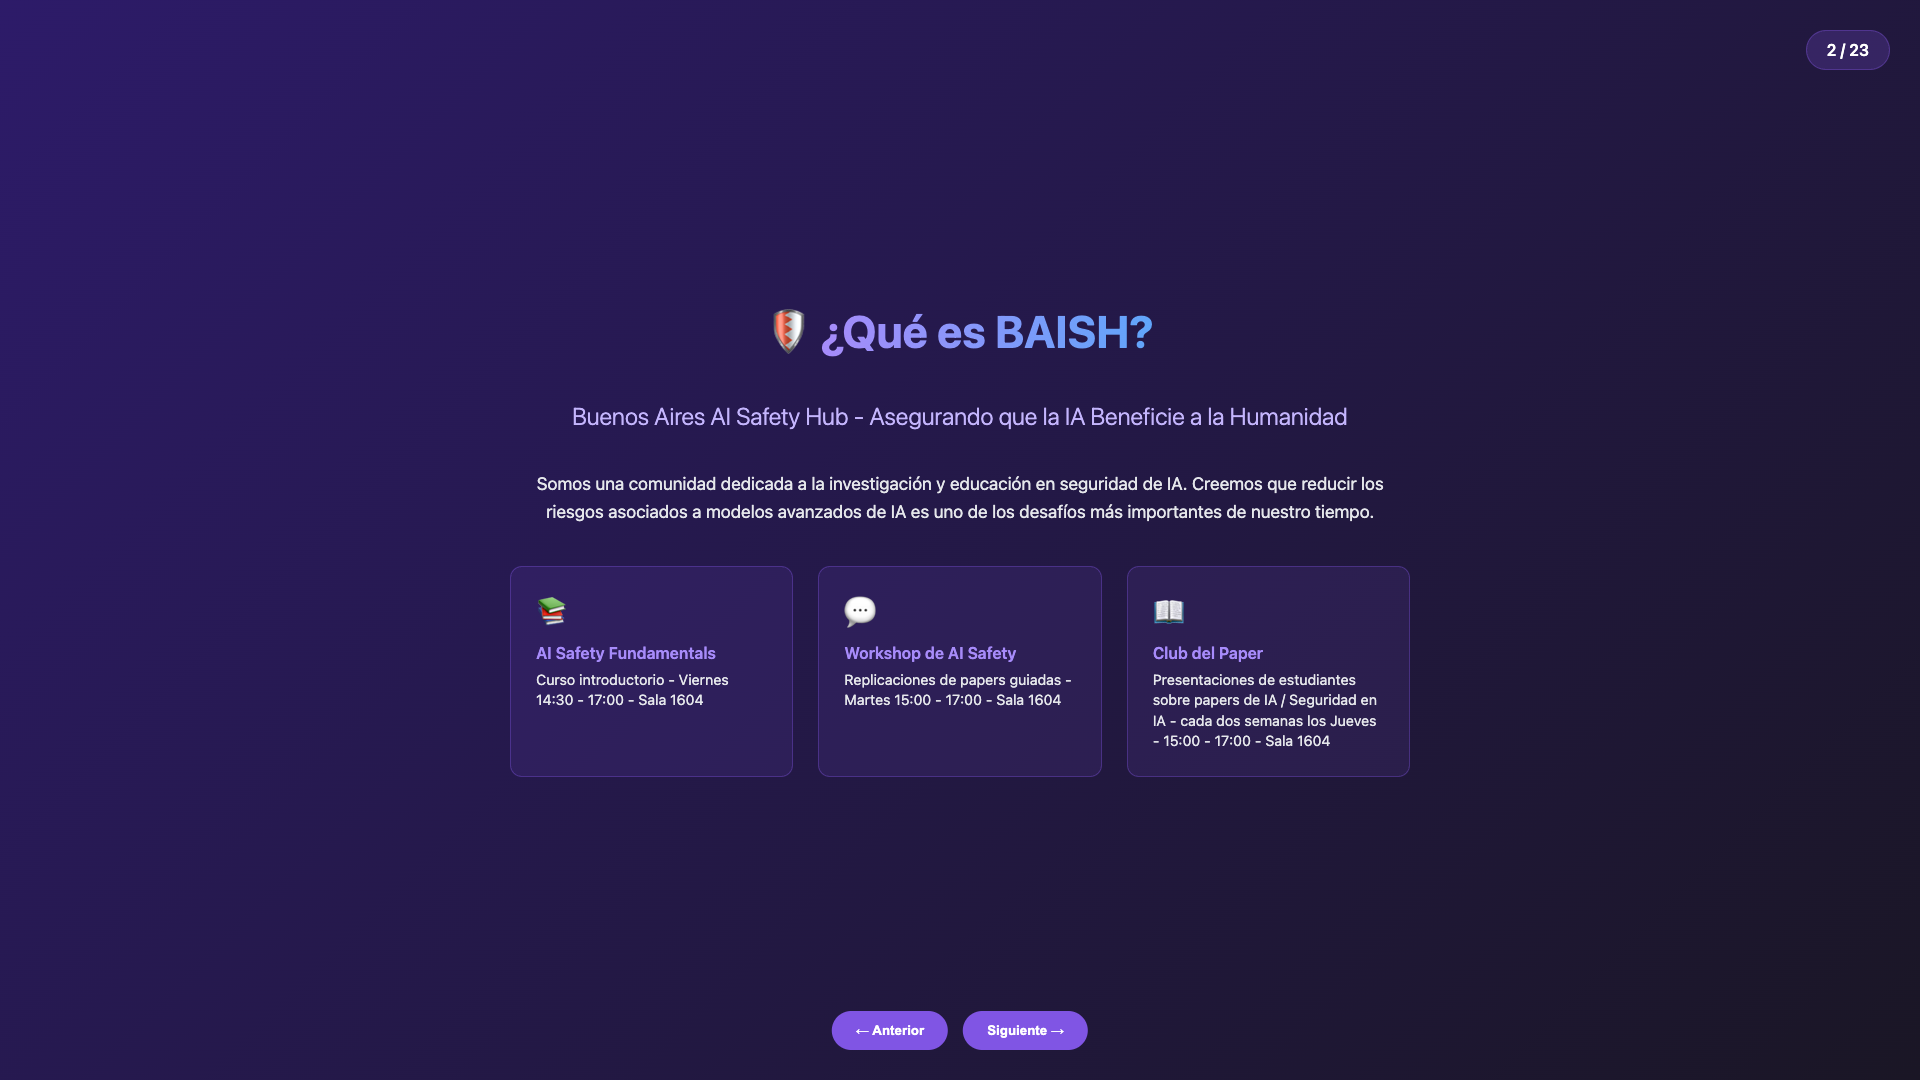 2 / 23
¿Qué es BAISH?
Buenos Aires AI Safety Hub - Asegurando que la IA Beneficie a la Humanidad
Somos una comunidad dedicada a la investigación y educación en seguridad de IA. Creemos que reducir los
riesgos asociados a modelos avanzados de IA es uno de los desafíos más importantes de nuestro tiempo.
AI Safety Fundamentals
Curso introductorio - Viernes
14:30 - 17:00 - Sala 1604
Workshop de AI Safety
Replicaciones de papers guiadas -
Martes 15:00 - 17:00 - Sala 1604
Club del Paper
Presentaciones de estudiantes
sobre papers de IA / Seguridad en
IA - cada dos semanas los Jueves
- 15:00 - 17:00 - Sala 1604
← Anterior
Siguiente →